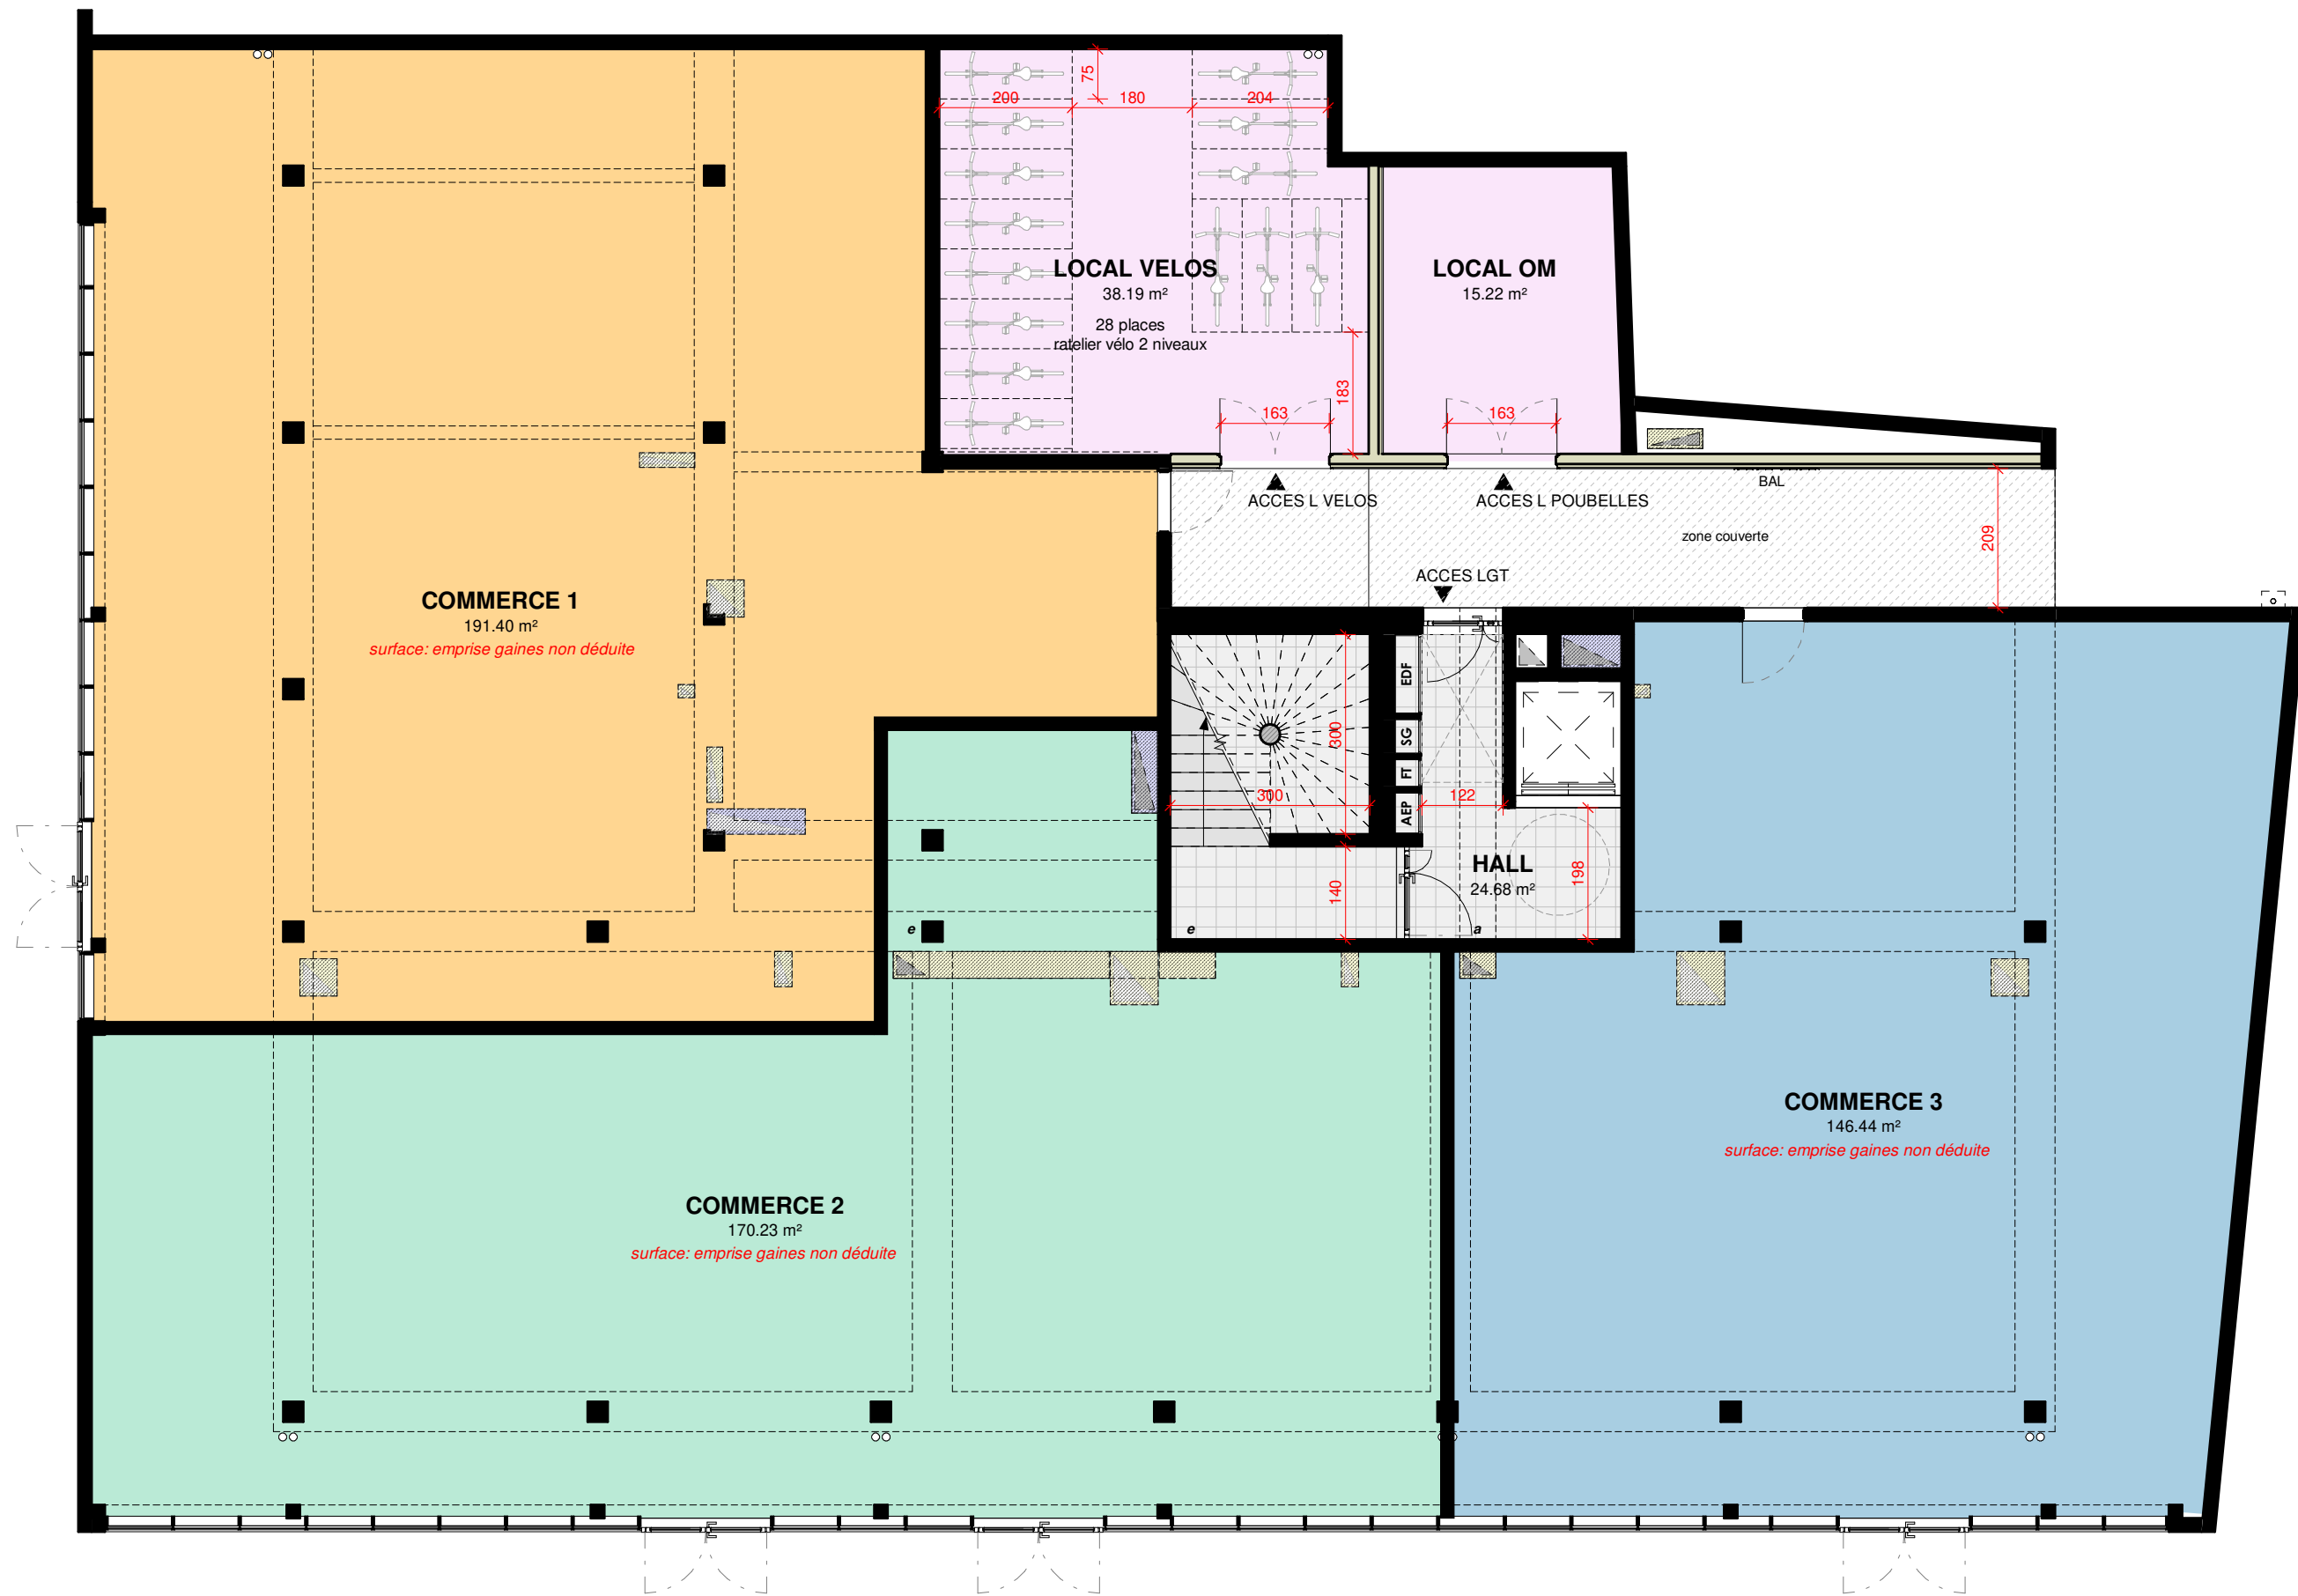 75
200
180
204
LOCAL VELOS
38.19 m²
28 places
ratelier vélo 2 niveaux
LOCAL OM
15.22 m²
183
163
163
ACCES L VELOS
ACCES L POUBELLES
BAL
zone couverte
209
ACCES LGT
COMMERCE 1
191.40 m²
surface: emprise gaines non déduite
EDF
SG
FT
AEP
300
300
122
HALL
24.68 m²
198
140
e
e
a
COMMERCE 3
146.44 m²
surface: emprise gaines non déduite
COMMERCE 2
170.23 m²
surface: emprise gaines non déduite